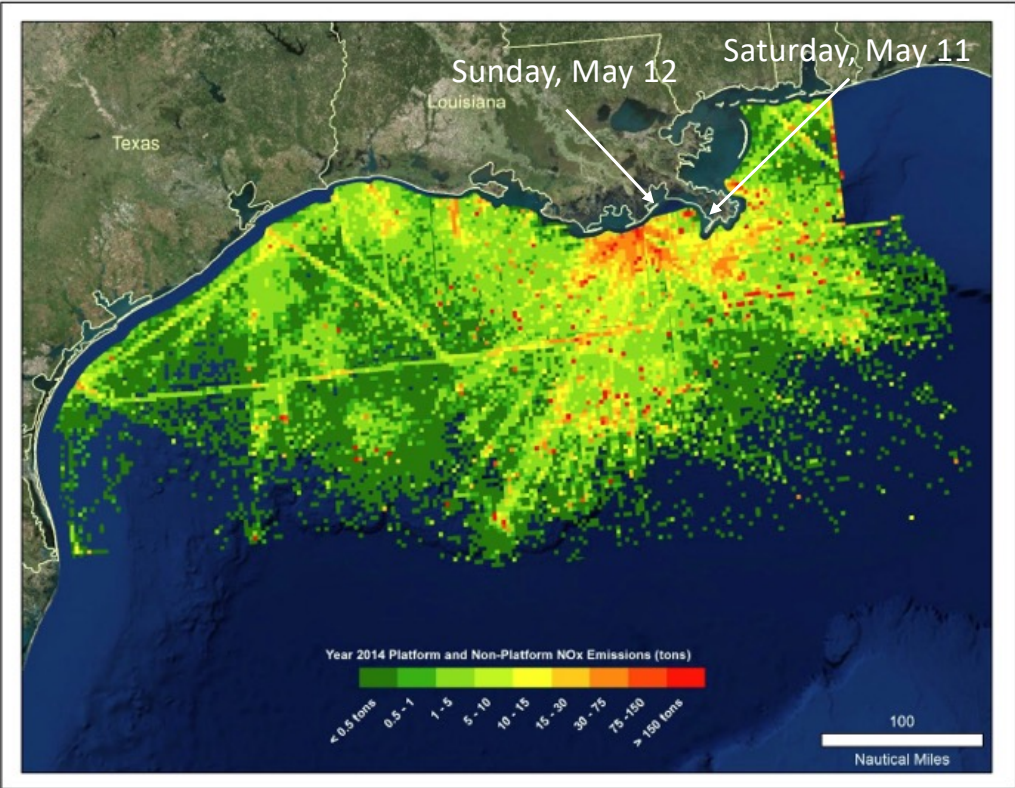 Saturday, May 11
Sunday, May 12
Louisiana
Texas
Year 2014 Platform and Non-Platform NOx Emissions (tons)
< 0.5 tons
0.5 - 1
1 - 5
5 - 10
10 - 15
15 - 30
30 - 75
75 -150
> 150 tons
100
Nautical Miles